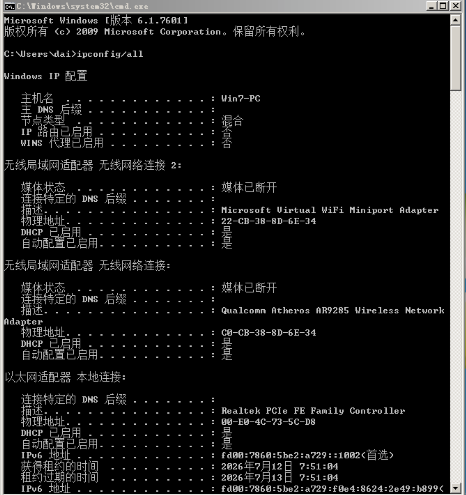 C:\Windows\system32\cmd.exe
Microsoft Windows [版本 6.1.7601]
版权所有 (c) 2009 Microsoft Corporation。保留所有权利。
C:\Users\dai>ipconfig/all
Windows IP 配置
主机名 . . . . . . . . . . . . . : Win7-PC
主 DNS 后缀 . . . . . . . . . . . :
节点类型 . . . . . . . . . . . . : 混合
IP 路由已启用 . . . . . . . . . . : 否
WINS 代理已启用 . . . . . . . . . : 否
无线局域网适配器 无线网络连接 2:
媒体状态 . . . . . . . . . . . . : 媒体已断开
连接特定的 DNS 后缀 . . . . . . . :
描述. . . . . . . . . . . . . . . : Microsoft Virtual WiFi Miniport Adapter
物理地址. . . . . . . . . . . . . : 22-CB-38-8D-6E-34
DHCP 已启用 . . . . . . . . . . . : 是
自动配置已启用. . . . . . . . . . : 是
无线局域网适配器 无线网络连接:
媒体状态 . . . . . . . . . . . . : 媒体已断开
连接特定的 DNS 后缀 . . . . . . . :
描述. . . . . . . . . . . . . . . : Qualcomm Atheros AR9285 Wireless Network
Adapter
物理地址. . . . . . . . . . . . . : C0-CB-38-8D-6E-34
DHCP 已启用 . . . . . . . . . . . : 是
自动配置已启用. . . . . . . . . . : 是
以太网适配器 本地连接:
连接特定的 DNS 后缀 . . . . . . . :
描述. . . . . . . . . . . . . . . : Realtek PCIe FE Family Controller
物理地址. . . . . . . . . . . . . : 00-E0-4C-73-5C-D8
DHCP 已启用 . . . . . . . . . . . : 是
自动配置已启用. . . . . . . . . . : 是
IPv6 地址 . . . . . . . . . . . . : fd00:7860:5be2:a729::1002(首选)
获得租约的时间 . . . . . . . . . : 2026年7月12日 7:51:04
租约过期的时间 . . . . . . . . . : 2026年7月13日 7:51:04
IPv6 地址 . . . . . . . . . . . . : fd00:7860:5be2:a729:f0e4:8624:2e49:b899(